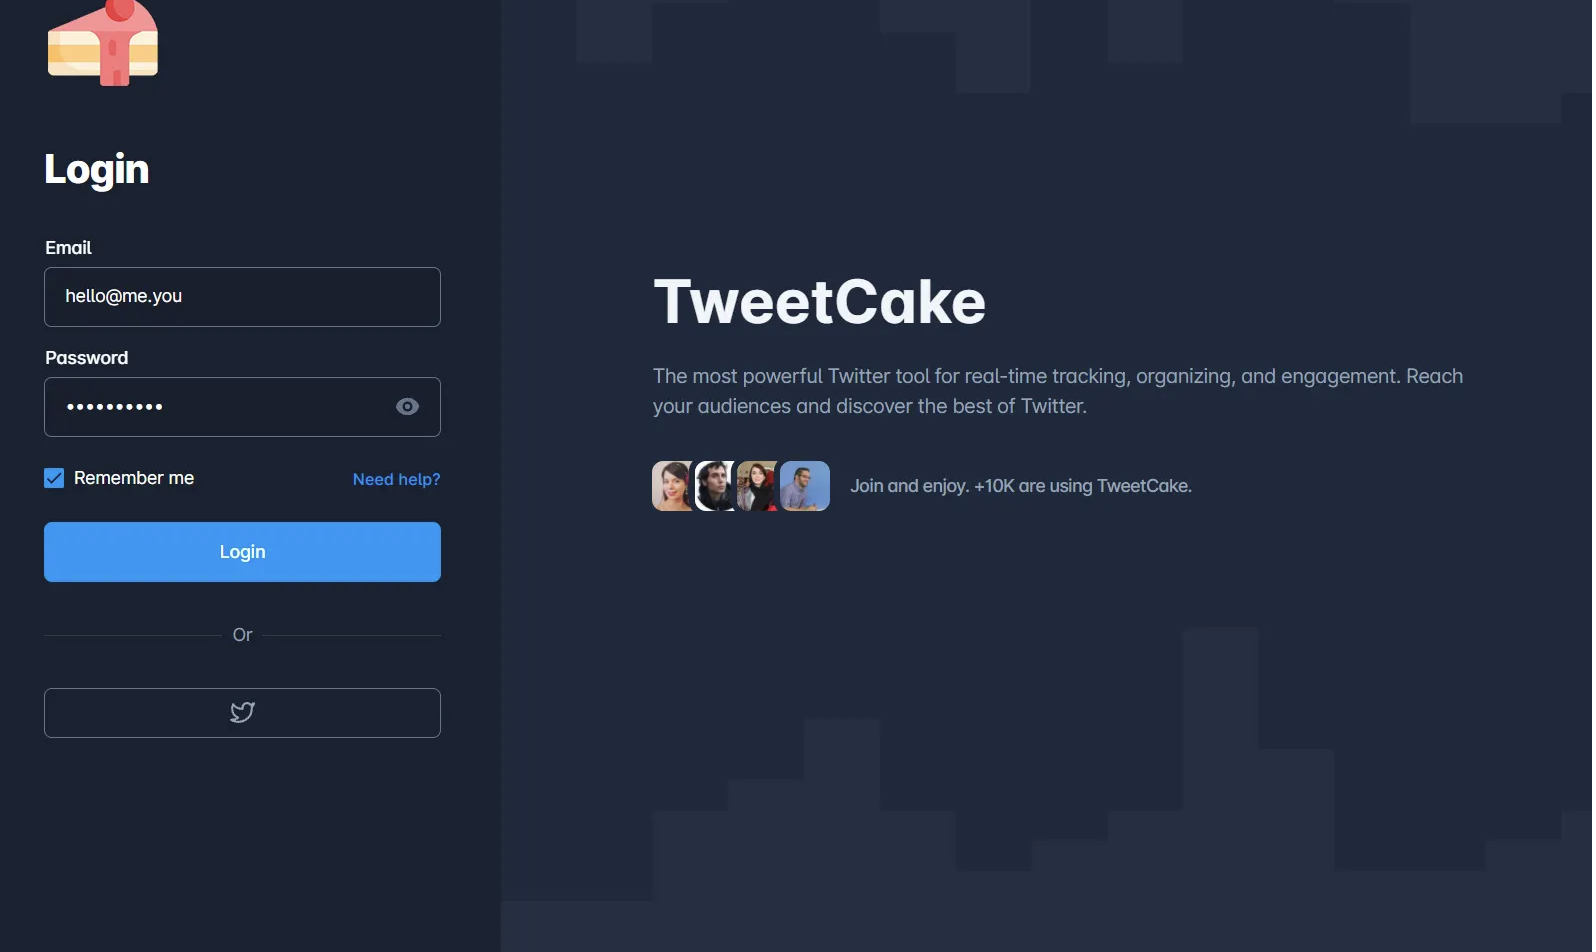 Login
Email
hello@me.you
Password
••••••••••
Remember me
Need help?
Login
Or
TweetCake
The most powerful Twitter tool for real-time tracking, organizing, and engagement. Reach
your audiences and discover the best of Twitter.
Join and enjoy. +10K are using TweetCake.